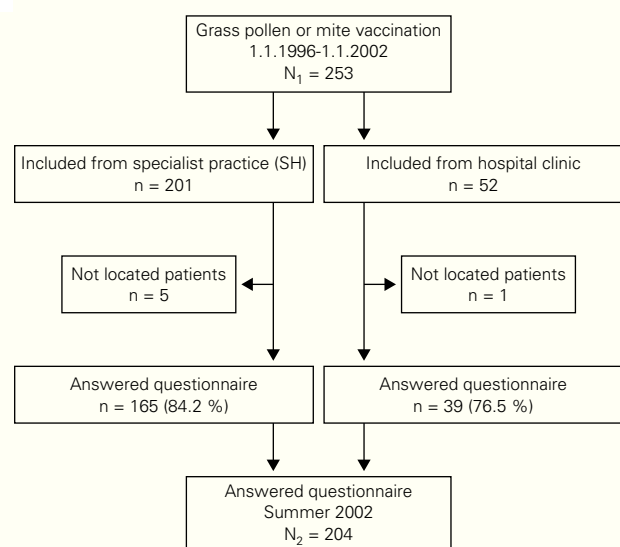 Grass pollen or mite vaccination
1.1.1996-1.1.2002
N₁ = 253
Included from specialist practice (SH)
n = 201
Included from hospital clinic
n = 52
Not located patients
n = 5
Not located patients
n = 1
Answered questionnaire
n = 165 (84.2 %)
Answered questionnaire
n = 39 (76.5 %)
Answered questionnaire
Summer 2002
N₂ = 204